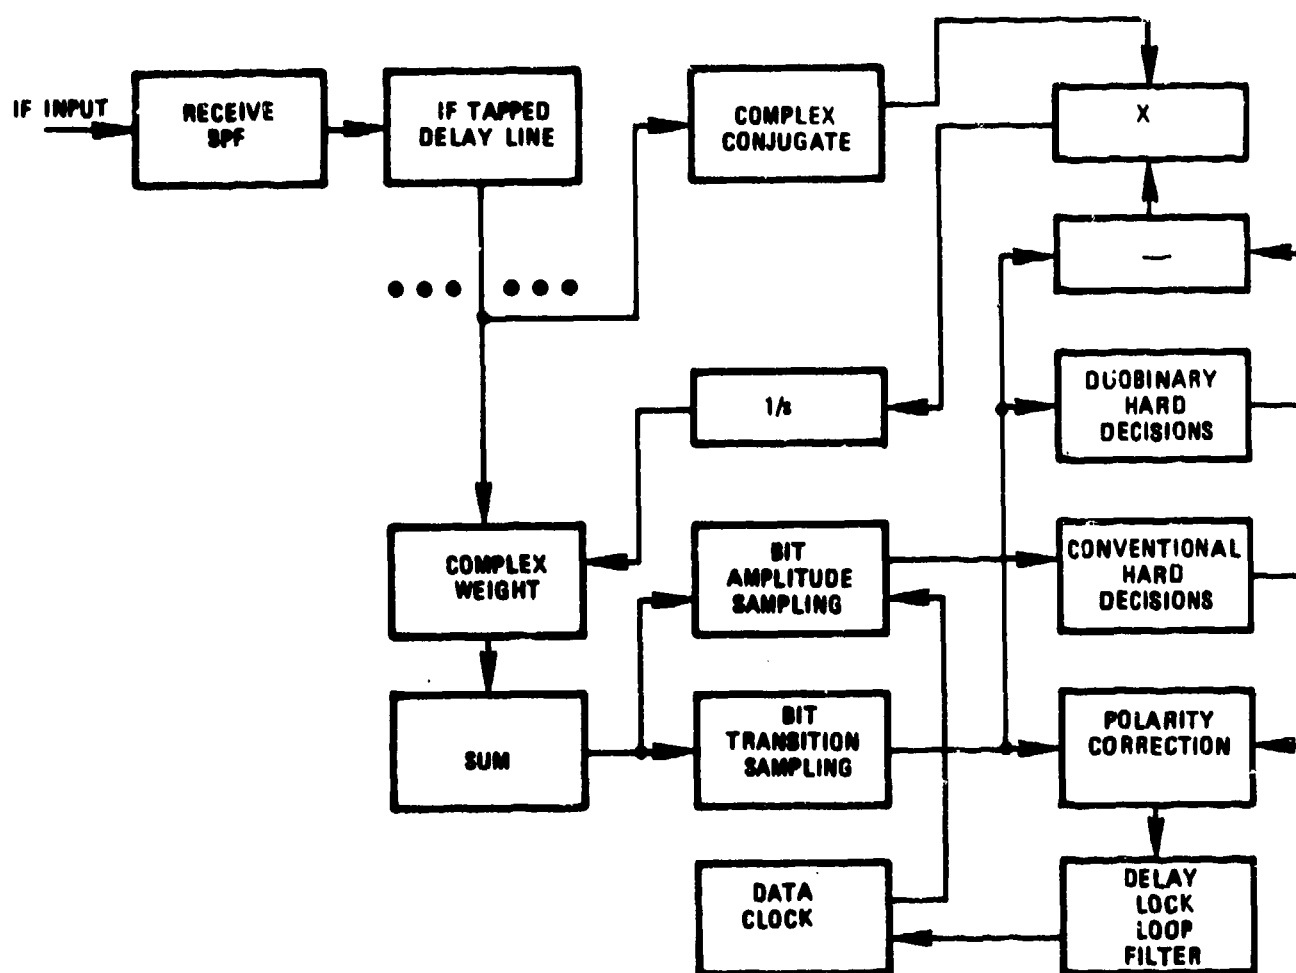 IF INPUT
RECEIVE
BPF
IF TAPPED
DELAY LINE
COMPLEX
CONJUGATE
X
—
1/s
DUOBINARY
HARD
DECISIONS
COMPLEX
WEIGHT
BIT
AMPLITUDE
SAMPLING
CONVENTIONAL
HARD
DECISIONS
SUM
BIT
TRANSITION
SAMPLING
POLARITY
CORRECTION
DATA
CLOCK
DELAY
LOCK
LOOP
FILTER